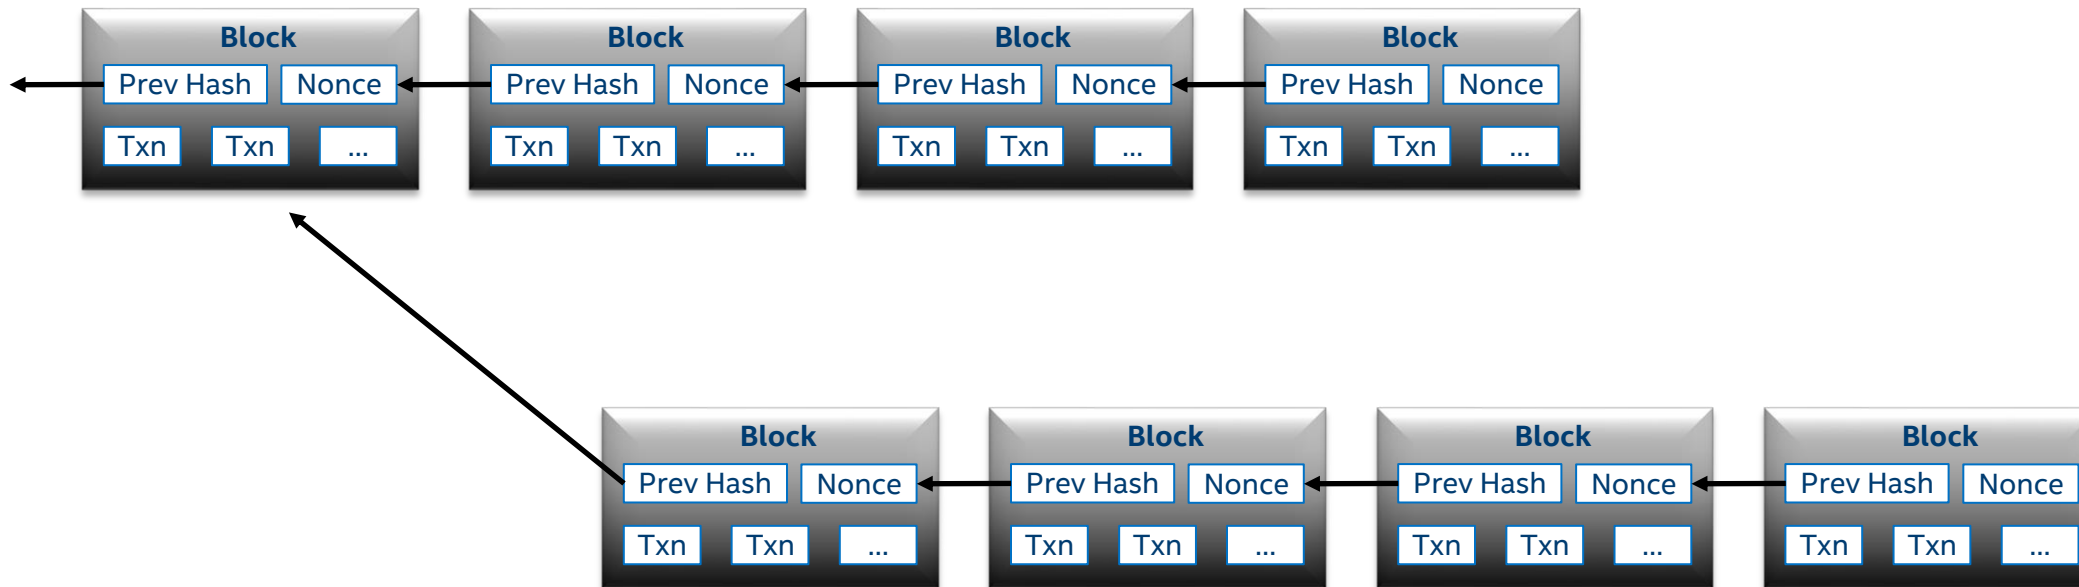 Block Block Block Block
Prev Hash Nonce Prev Hash Nonce Prev Hash Nonce Prev Hash Nonce
Txn Txn ... Txn Txn ... Txn Txn ... Txn Txn ...
Block Block Block Block
Prev Hash Nonce Prev Hash Nonce Prev Hash Nonce Prev Hash Nonce
Txn Txn ... Txn Txn ... Txn Txn ... Txn Txn ...